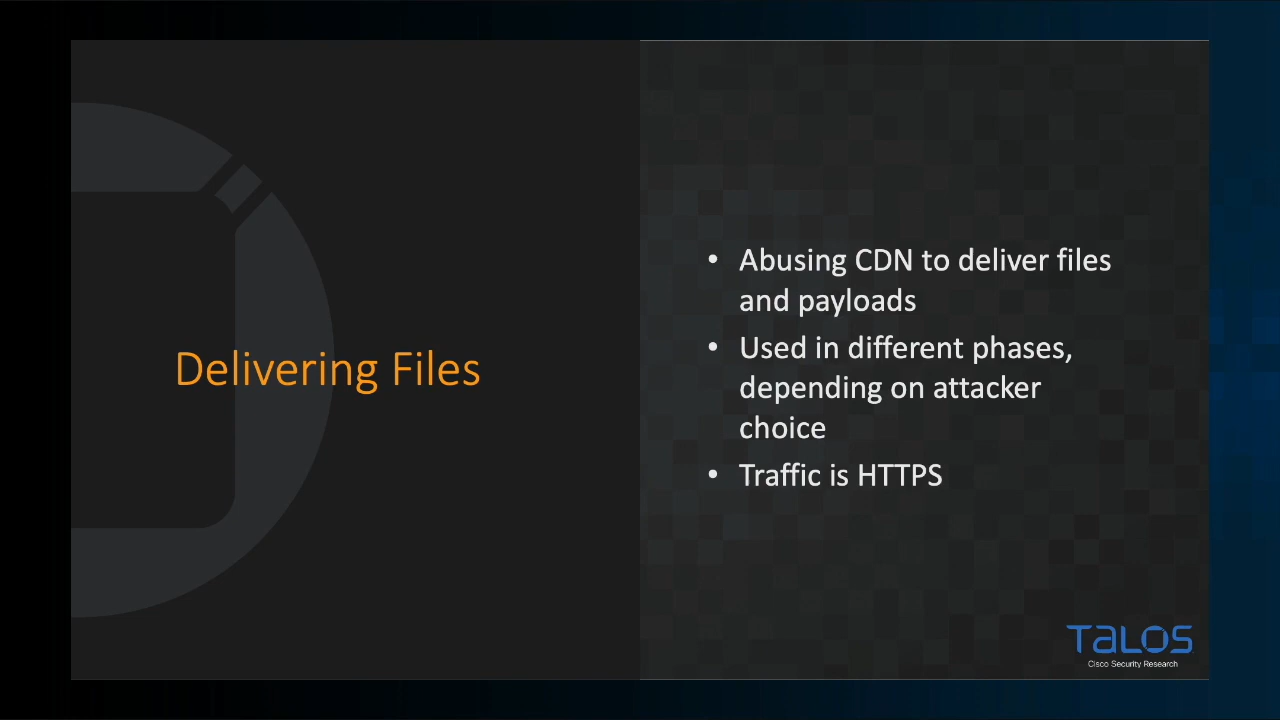 Delivering Files
• Abusing CDN to deliver files
and payloads
• Used in different phases,
depending on attacker
choice
• Traffic is HTTPS
TALOS
Cisco Security Research